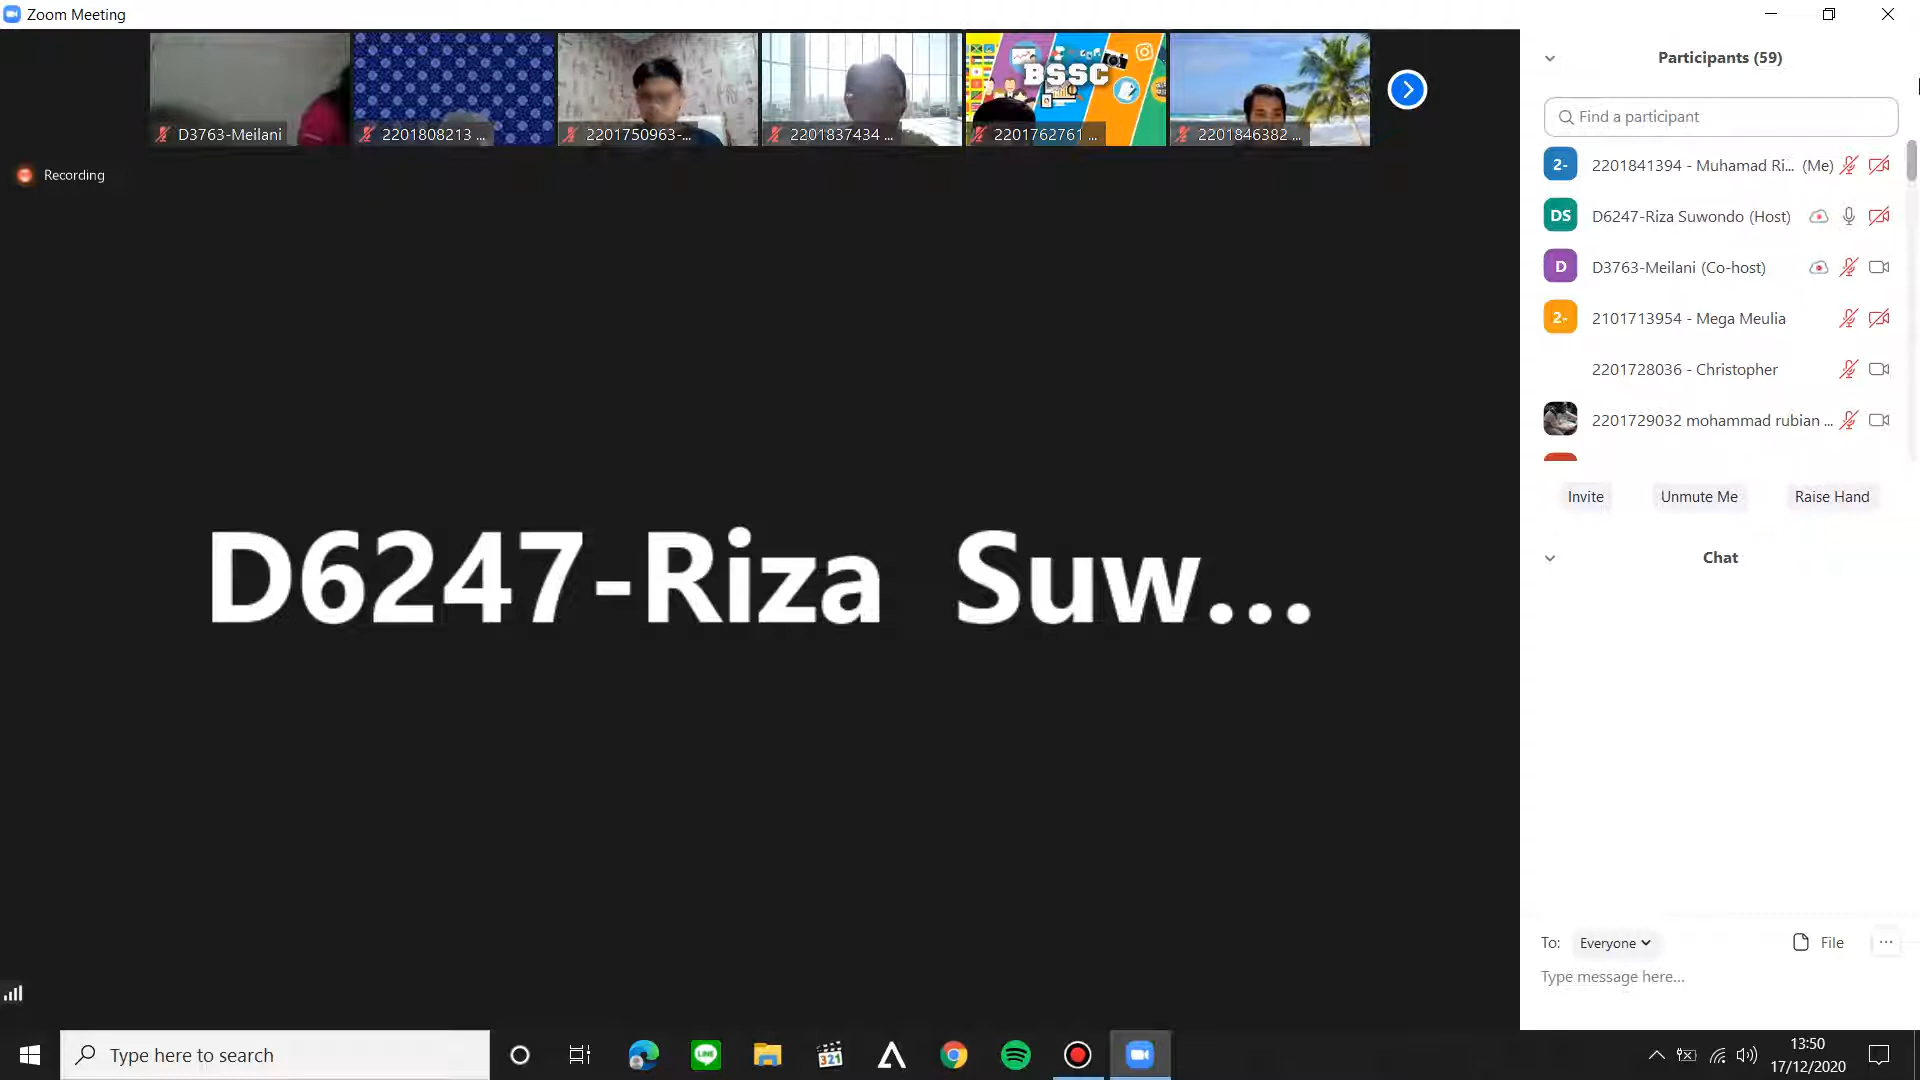 Zoom Meeting
D3763-Meilani
2201808213 ...
2201750963-...
2201837434 ...
BSSC
2201762761 ...
2201846382 ...
Recording
D6247-Riza Suw...
Participants (59)
Find a participant
2- 2201841394 - Muhamad Ri... (Me)
DS D6247-Riza Suwondo (Host)
D D3763-Meilani (Co-host)
2- 2101713954 - Mega Meulia
2201728036 - Christopher
2201729032 mohammad rubian ...
Invite Unmute Me Raise Hand
Chat
To: Everyone File ...
Type message here...
Type here to search
LINE
321
13:50
17/12/2020